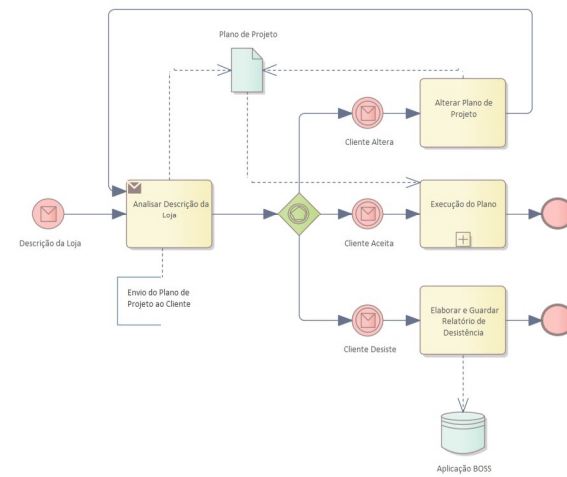 Plano de Projeto
Alterar Plano de
Projeto
Cliente Altera
Analisar Descrição da
Loja
Execução do Plano
Descrição da Loja
Cliente Aceita
Envio do Plano de
Projeto ao Cliente
Elaborar e Guardar
Relatório de
Desistência
Cliente Desiste
Aplicação BOSS